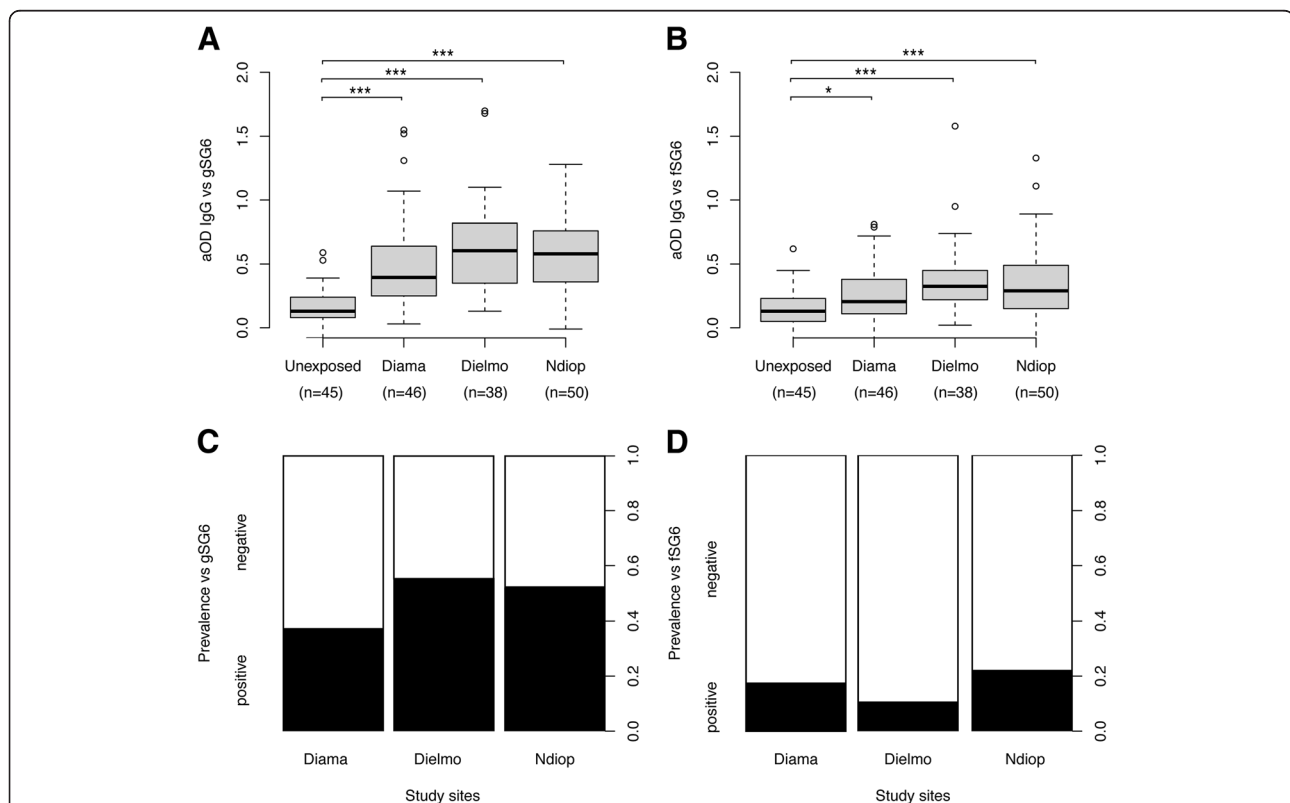 A
aOD IgG vs gSG6
0.0 0.5 1.0 1.5 2.0
***
***
***
Unexposed Diama Dielmo Ndiop
(n=45) (n=46) (n=38) (n=50)
B
aOD IgG vs fSG6
0.0 0.5 1.0 1.5 2.0
***
***
*
Unexposed Diama Dielmo Ndiop
(n=45) (n=46) (n=38) (n=50)
C
Prevalence vs gSG6
positive negative
0.0 0.2 0.4 0.6 0.8 1.0
Diama Dielmo Ndiop
Study sites
D
Prevalence vs fSG6
positive negative
0.0 0.2 0.4 0.6 0.8 1.0
Diama Dielmo Ndiop
Study sites